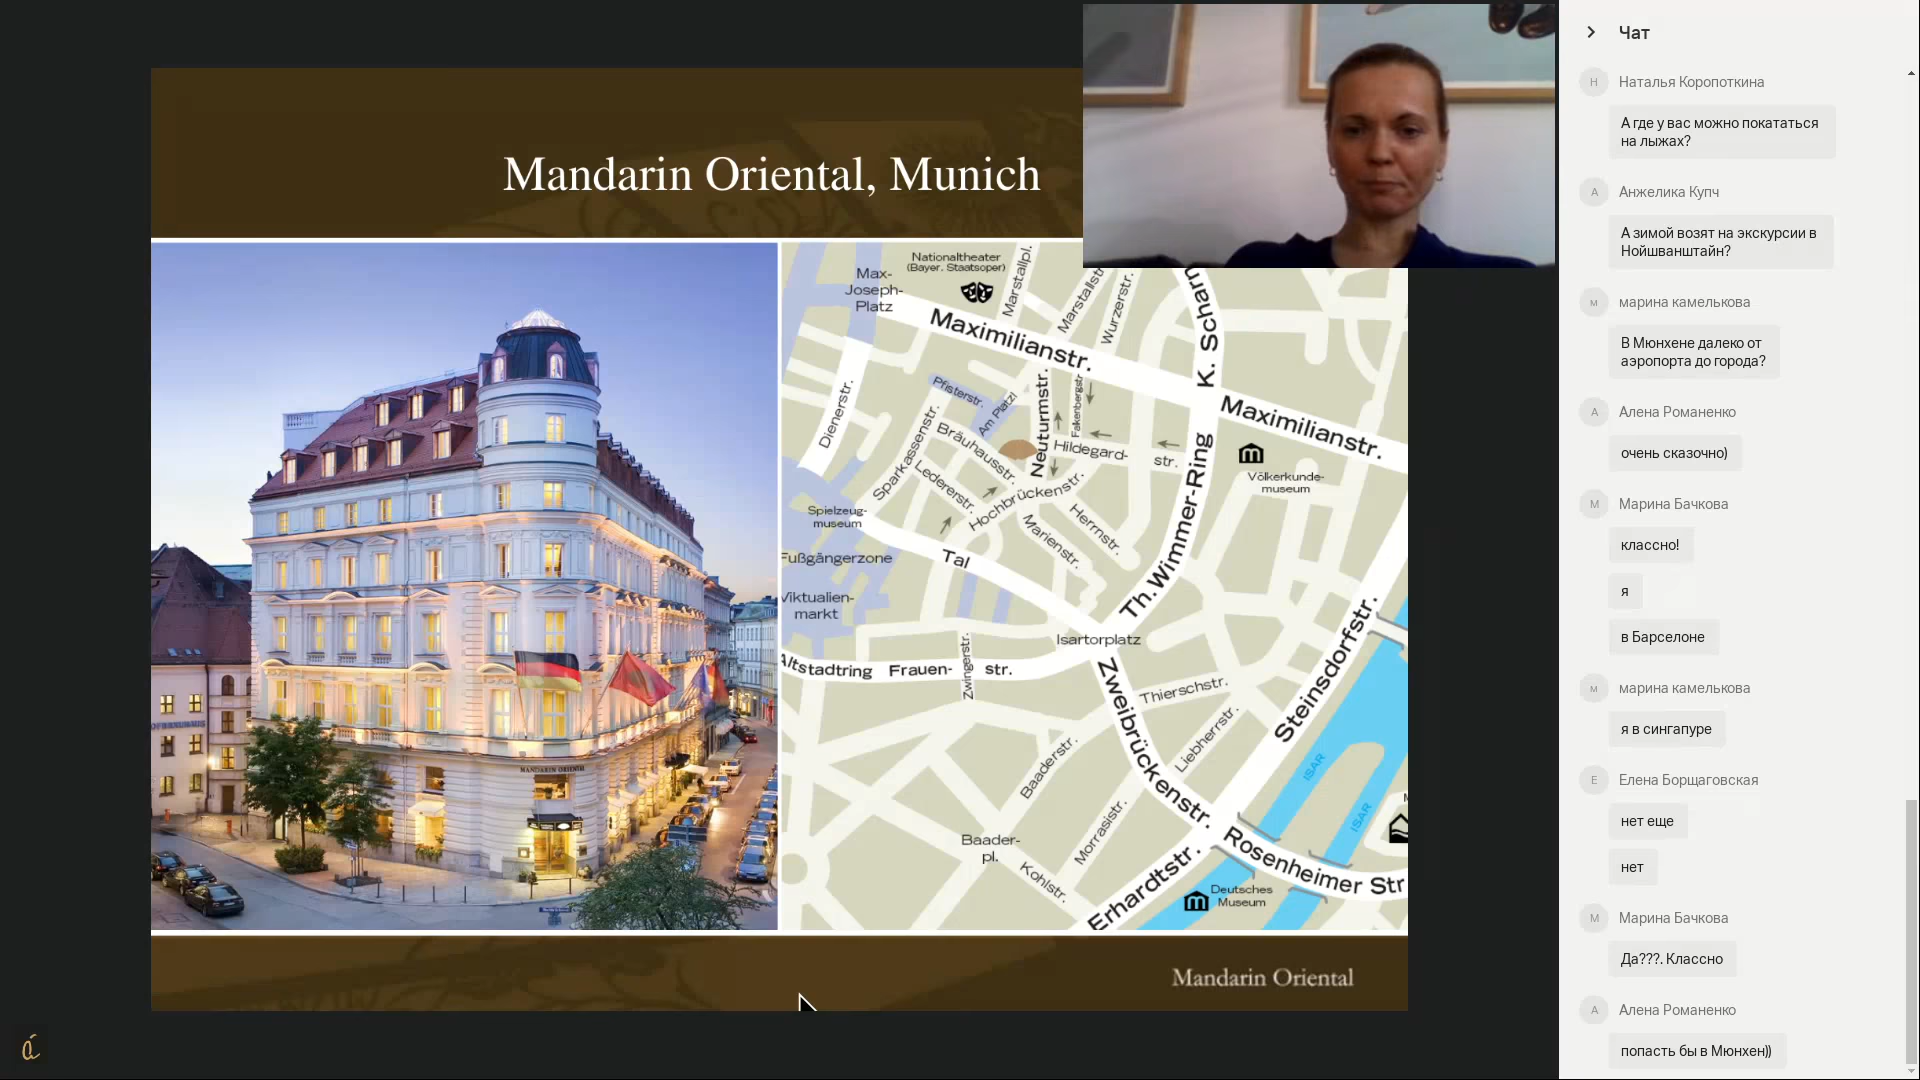 Mandarin Oriental, Munich
Nationaltheater
(Bayer. Staatsoper)
Max-
Joseph-
Platz
Marstallpl.
Marstallstr.
Wurzerstr.
K. Scharn
Maximilianstr.
Maximilianstr.
Dienerstr.
Pfisterstr.
Am Platzl
Neuturmstr.
Falkenbergstr.
Sparkassenstr.
Bräuhausstr.
Hildegard-
str.
Ledererstr.
Hochbrückenstr.
Völkerkunde-
museum
Spielzeug-
museum
Marienstr.
Herrnstr.
Th.Wimmer-Ring
Fußgängerzone
Tal
Viktualien-
markt
Isartorplatz
Altstadtring
Frauen-
str.
Zwingerstr.
Steinsdorfstr.
Thierschstr.
Zweibrückenstr.
Liebherrstr.
Baaderstr.
Morrasistr.
ISAR
ISAR
Baader-
pl.
Kohlstr.
Rosenheimer Str
Erhardtstr.
Deutsches
Museum
MANDARIN ORIENTAL
Mandarin Oriental
á
Чат
Н
Наталья Коропоткина
А где у вас можно покататься
на лыжах?
А
Анжелика Купч
А зимой возят на экскурсии в
Нойшванштайн?
м
марина камелькова
В Мюнхене далеко от
аэропорта до города?
А
Алена Романенко
очень сказочно)
М
Марина Бачкова
классно!
я
в Барселоне
м
марина камелькова
я в сингапуре
Е
Елена Борщаговская
нет еще
нет
М
Марина Бачкова
Да???. Классно
А
Алена Романенко
попасть бы в Мюнхен))